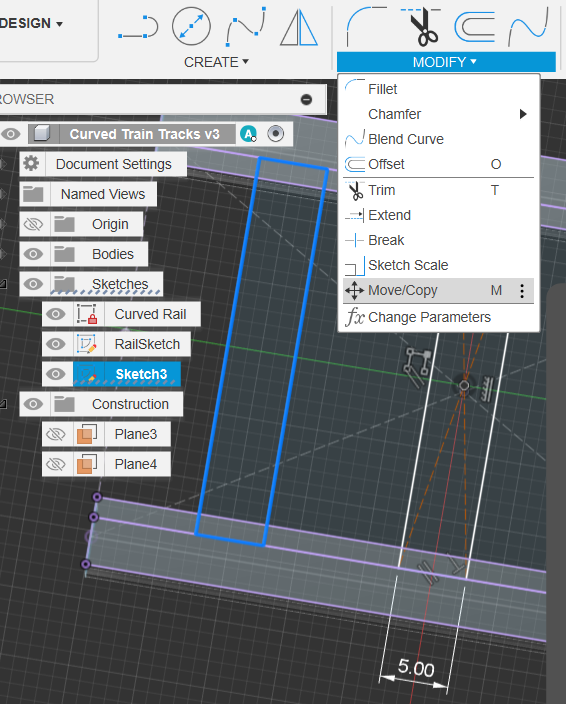 DESIGN ▾
CREATE ▾
MODIFY ▾
Fillet
Chamfer
Blend Curve
Offset O
Trim T
Extend
Break
Sketch Scale
Move/Copy M
fx Change Parameters
ROWSER
Curved Train Tracks v3 A
Document Settings
Named Views
Origin
Bodies
Sketches
Curved Rail
RailSketch
Sketch3
Construction
Plane3
Plane4
5.00